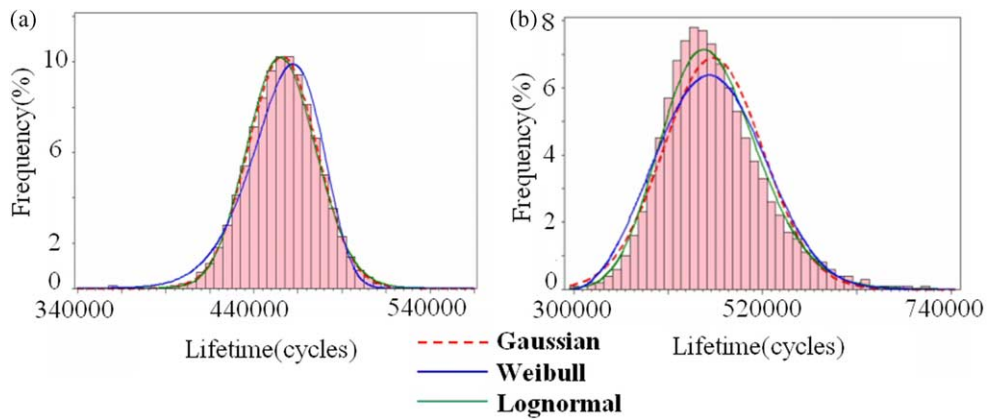 (a)
Frequency(%)
10
6
2
0
340000 440000 540000
Lifetime(cycles)
(b)
Frequency(%)
8
6
4
2
0
300000 520000 740000
Lifetime(cycles)
Gaussian
Weibull
Lognormal